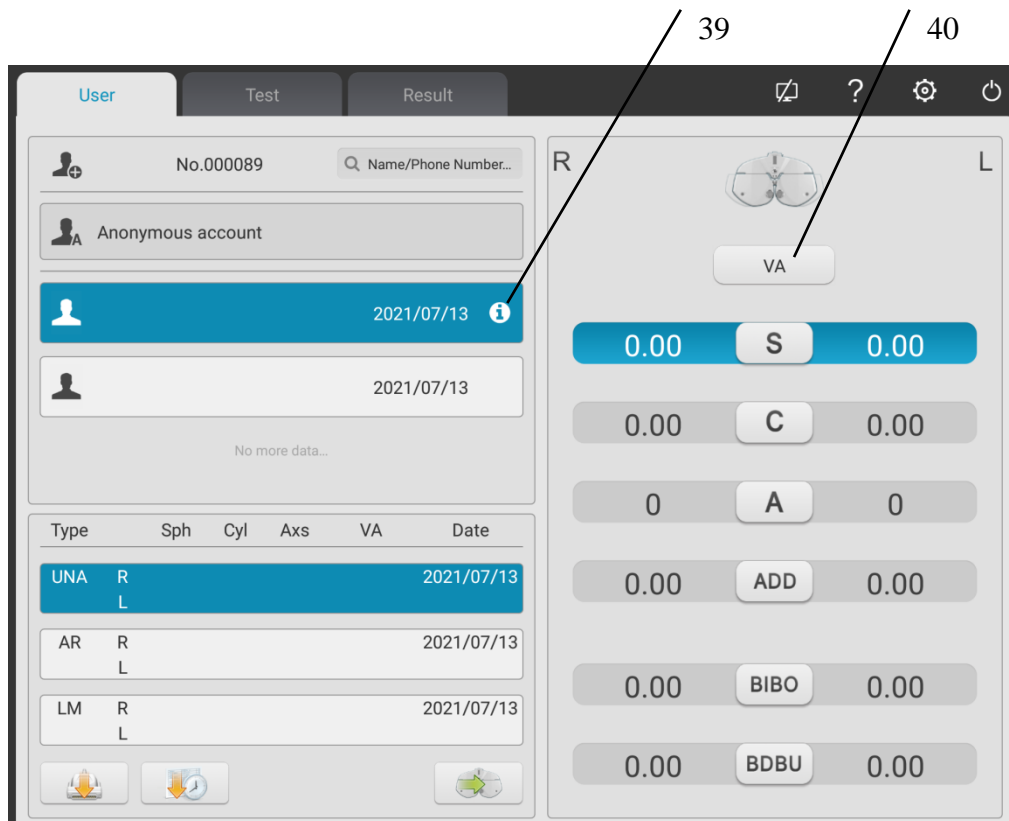 39
40
User
Test
Result
?
No.000089
Name/Phone Number...
A
Anonymous account
2021/07/13
2021/07/13
No more data...
Type Sph Cyl Axs VA Date
UNA R 2021/07/13
L
AR R 2021/07/13
L
LM R 2021/07/13
L
R
L
VA
0.00 S 0.00
0.00 C 0.00
0 A 0
0.00 ADD 0.00
0.00 BIBO 0.00
0.00 BDBU 0.00